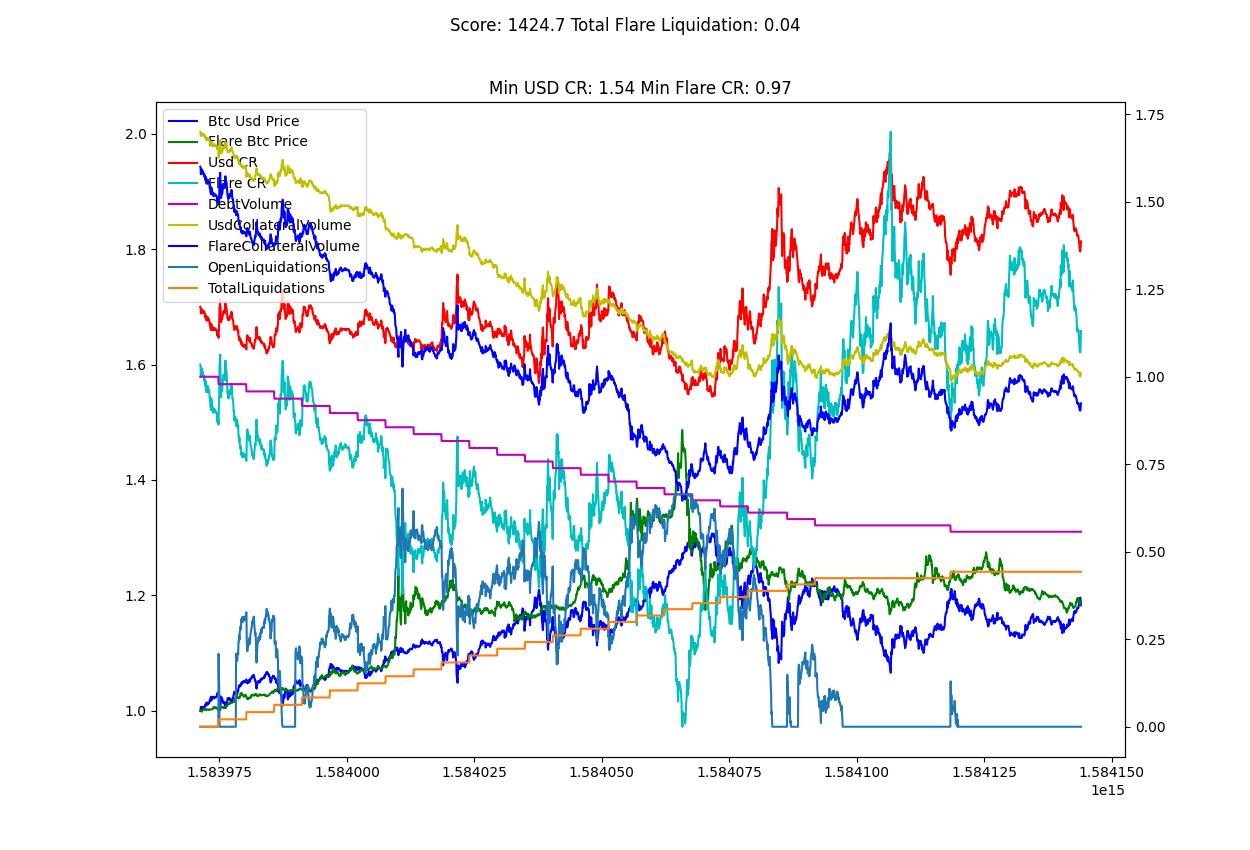 Score: 1424.7 Total Flare Liquidation: 0.04
Min USD CR: 1.54 Min Flare CR: 0.97
Btc Usd Price
Flare Btc Price
Usd CR
Flare CR
DebtVolume
UsdCollateralVolume
FlareCollateralVolume
OpenLiquidations
TotalLiquidations
2.0
1.8
1.6
1.4
1.2
1.0
1.75
1.50
1.25
1.00
0.75
0.50
0.25
0.00
1.583975 1.584000 1.584025 1.584050 1.584075 1.584100 1.584125 1.584150
1e15